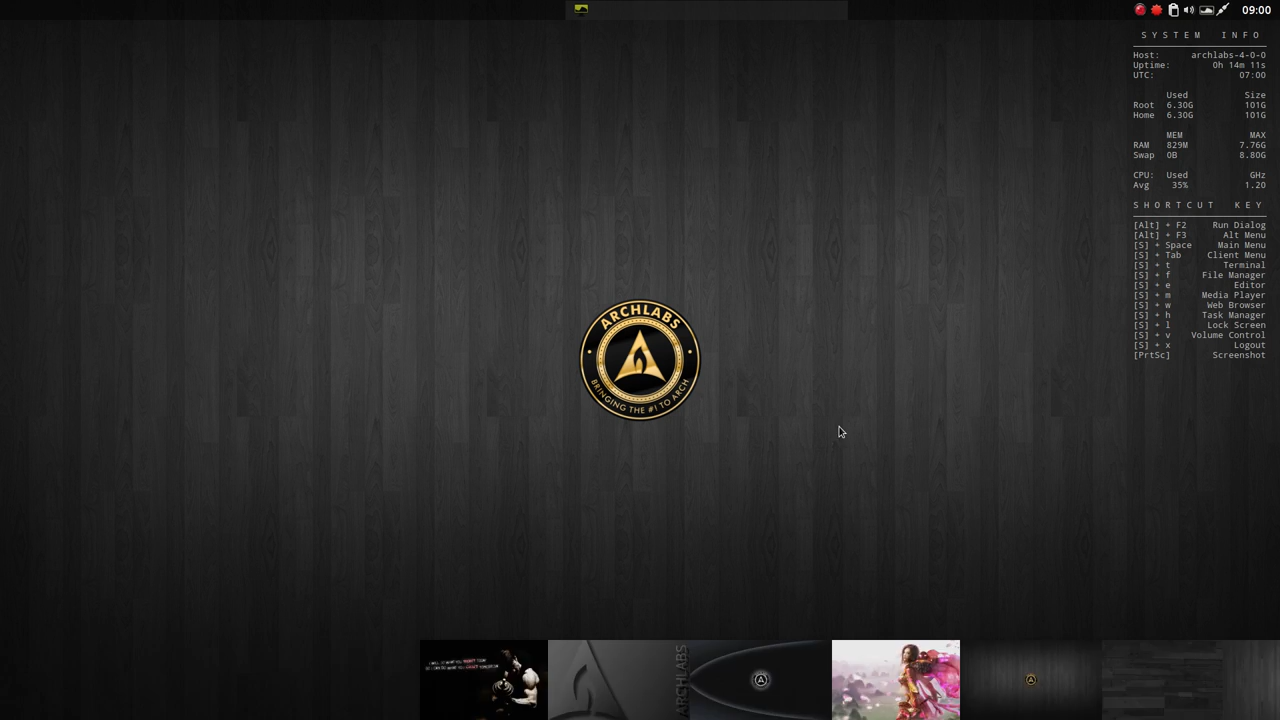 09:00
SYSTEM INFO
Host: archlabs-4-0-0
Uptime: 0h 14m 11s
UTC: 07:00
Used Size
Root 6.30G 101G
Home 6.30G 101G
MEM MAX
RAM 829M 7.76G
Swap 0B 8.80G
CPU: Used GHz
Avg 35% 1.20
SHORTCUT KEY
[Alt] + F2 Run Dialog
[Alt] + F3 Alt Menu
[S] + Space Main Menu
[S] + Tab Client Menu
[S] + t Terminal
[S] + f File Manager
[S] + e Editor
[S] + m Media Player
[S] + w Web Browser
[S] + h Task Manager
[S] + l Lock Screen
[S] + v Volume Control
[S] + x Logout
[PrtSc] Screenshot
ARCHLABS
BRINGING THE #! TO ARCH
ARCHLABS